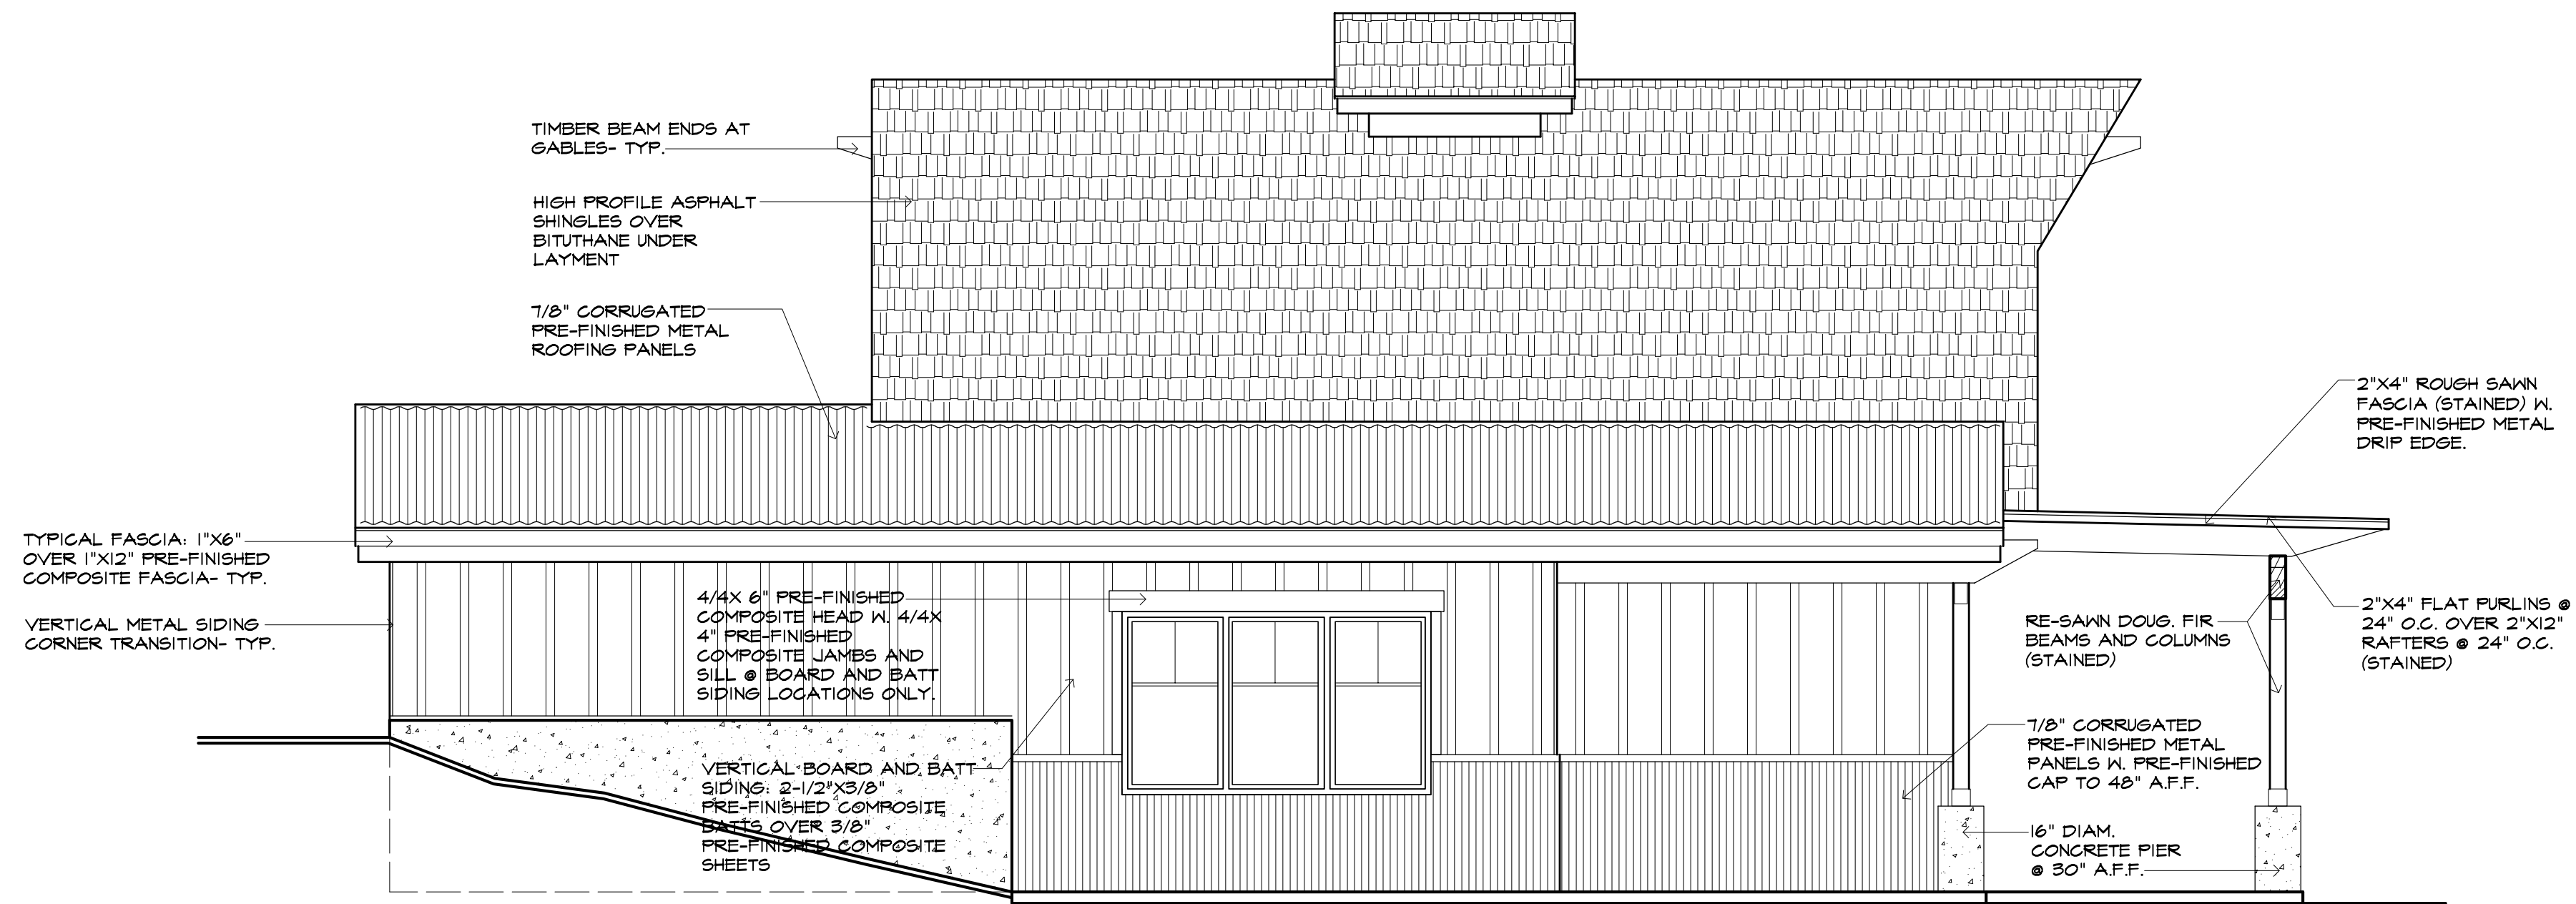 TIMBER BEAM ENDS AT
GABLES- TYP.
HIGH PROFILE ASPHALT
SHINGLES OVER
BITUTHANE UNDER
LAYMENT
7/8" CORRUGATED
PRE-FINISHED METAL
ROOFING PANELS
TYPICAL FASCIA: 1"X6"
OVER 1"X12" PRE-FINISHED
COMPOSITE FASCIA- TYP.
VERTICAL METAL SIDING
CORNER TRANSITION- TYP.
4/4X 6" PRE-FINISHED
COMPOSITE HEAD W. 4/4X
4" PRE-FINISHED
COMPOSITE JAMBS AND
SILL @ BOARD AND BATT
SIDING LOCATIONS ONLY.
VERTICAL BOARD AND BATT
SIDING: 2-1/2"X3/8"
PRE-FINISHED COMPOSITE
BATTS OVER 3/8"
PRE-FINISHED COMPOSITE
SHEETS
2"X4" ROUGH SAWN
FASCIA (STAINED) W.
PRE-FINISHED METAL
DRIP EDGE.
RE-SAWN DOUG. FIR
BEAMS AND COLUMNS
(STAINED)
2"X4" FLAT PURLINS @
24" O.C. OVER 2"X12"
RAFTERS @ 24" O.C.
(STAINED)
7/8" CORRUGATED
PRE-FINISHED METAL
PANELS W. PRE-FINISHED
CAP TO 48" A.F.F.
16" DIAM.
CONCRETE PIER
@ 30" A.F.F.